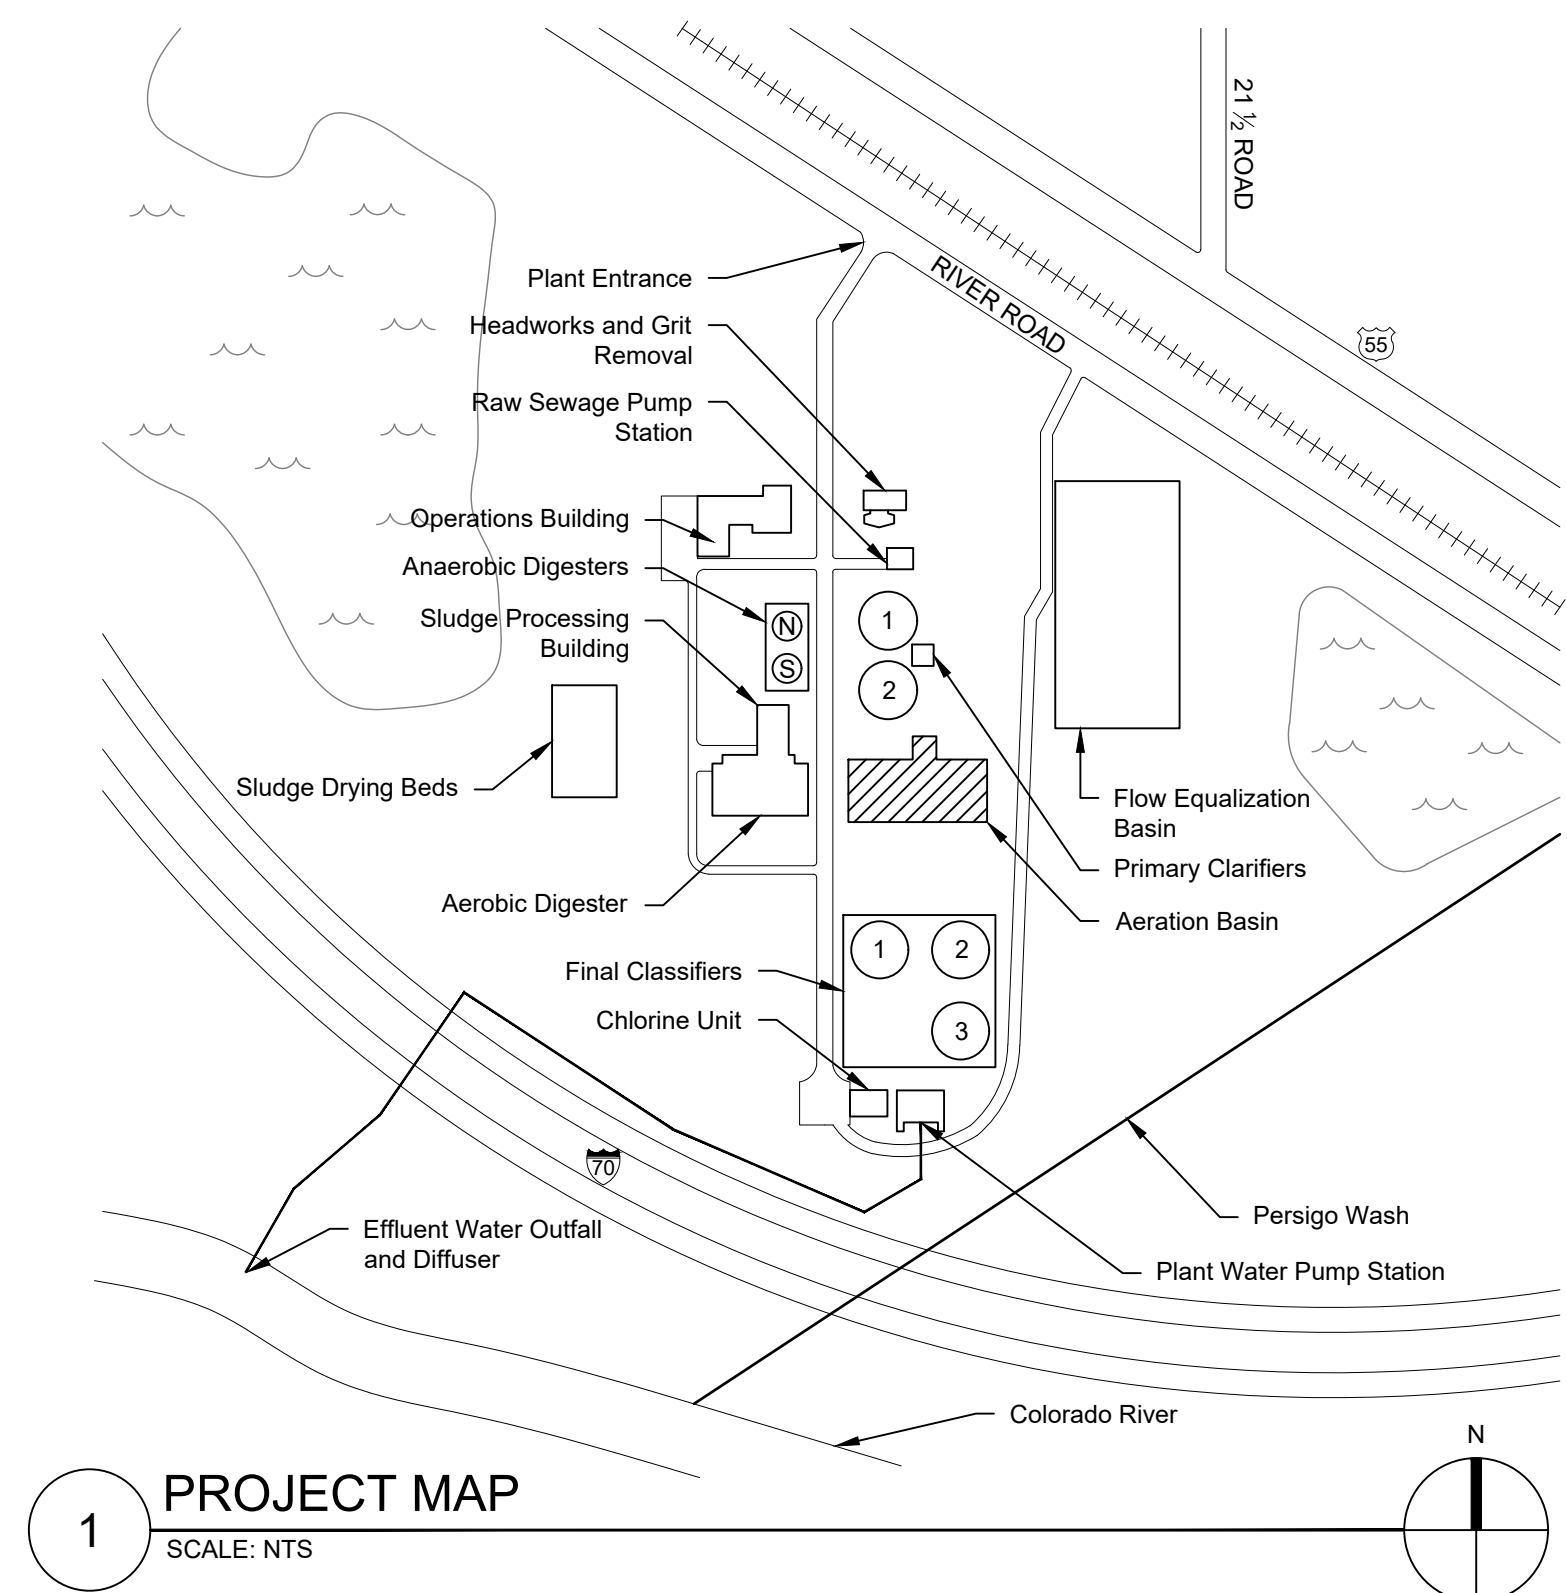 21 ½ ROAD
Plant Entrance
RIVER ROAD
Headworks and Grit
Removal
55
Raw Sewage Pump
Station
Operations Building
Anaerobic Digesters
N
S
Sludge Processing
Building
1
2
Sludge Drying Beds
Flow Equalization
Basin
Primary Clarifiers
Aerobic Digester
Aeration Basin
Final Classifiers
1
2
3
Chlorine Unit
70
Persigo Wash
Effluent Water Outfall
and Diffuser
Plant Water Pump Station
Colorado River
N
1
PROJECT MAP
SCALE: NTS